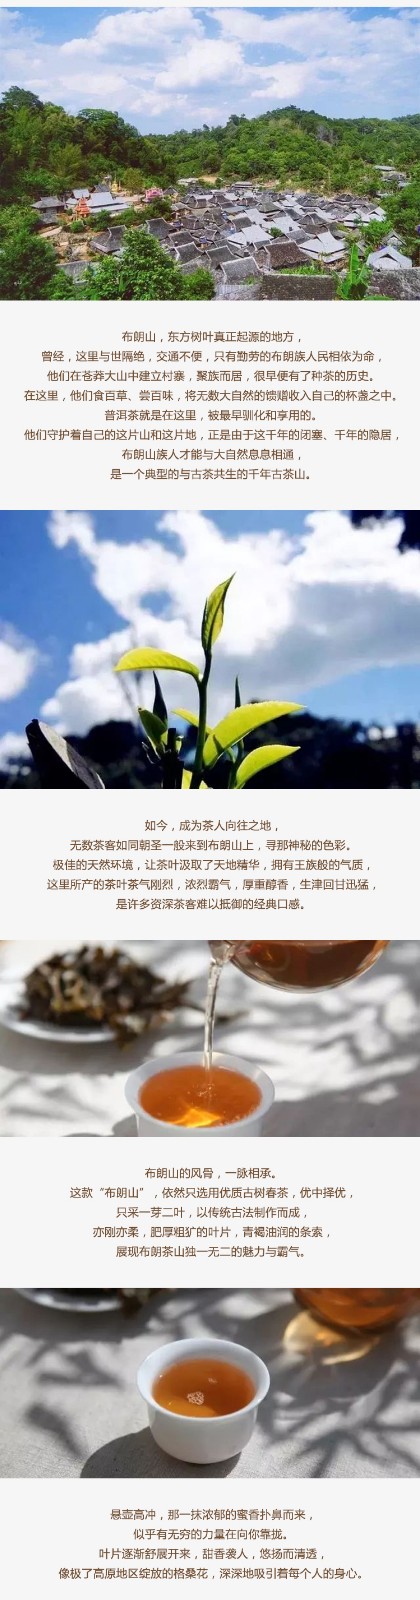 布朗山，东方树叶真正起源的地方，
曾经，这里与世隔绝，交通不便，只有勤劳的布朗族人民相依为命，
他们在苍莽大山中建立村寨，聚族而居，很早便有了种茶的历史。
在这里，他们食百草、尝百味，将无数大自然的馈赠收入自己的杯盏之中。
普洱茶就是在这里，被最早驯化和享用的。
他们守护着自己的这片山和这片地，正是由于这千年的闭塞、千年的隐居，
布朗山族人才能与大自然息息相通，
是一个典型的与古茶共生的千年古茶山。
如今，成为茶人向往之地，
无数茶客如同朝圣一般来到布朗山上，寻那神秘的色彩。
极佳的天然环境，让茶叶汲取了天地精华，拥有王族般的气质，
这里所产的茶叶茶气刚烈，浓烈霸气，厚重醇香，生津回甘迅猛，
是许多资深茶客难以抵御的经典口感。
布朗山的风骨，一脉相承。
这款“布朗山”，依然只选用优质古树春茶，优中择优，
只采一芽二叶，以传统古法制作而成，
亦刚亦柔，肥厚粗犷的叶片，青褐油润的条索，
展现布朗茶山独一无二的魅力与霸气。
悬壶高冲，那一抹浓郁的蜜香扑鼻而来，
似乎有无穷的力量在向你靠拢。
叶片逐渐舒展开来，甜香袭人，悠扬而清透，
像极了高原地区绽放的格桑花，深深地吸引着每个人的身心。